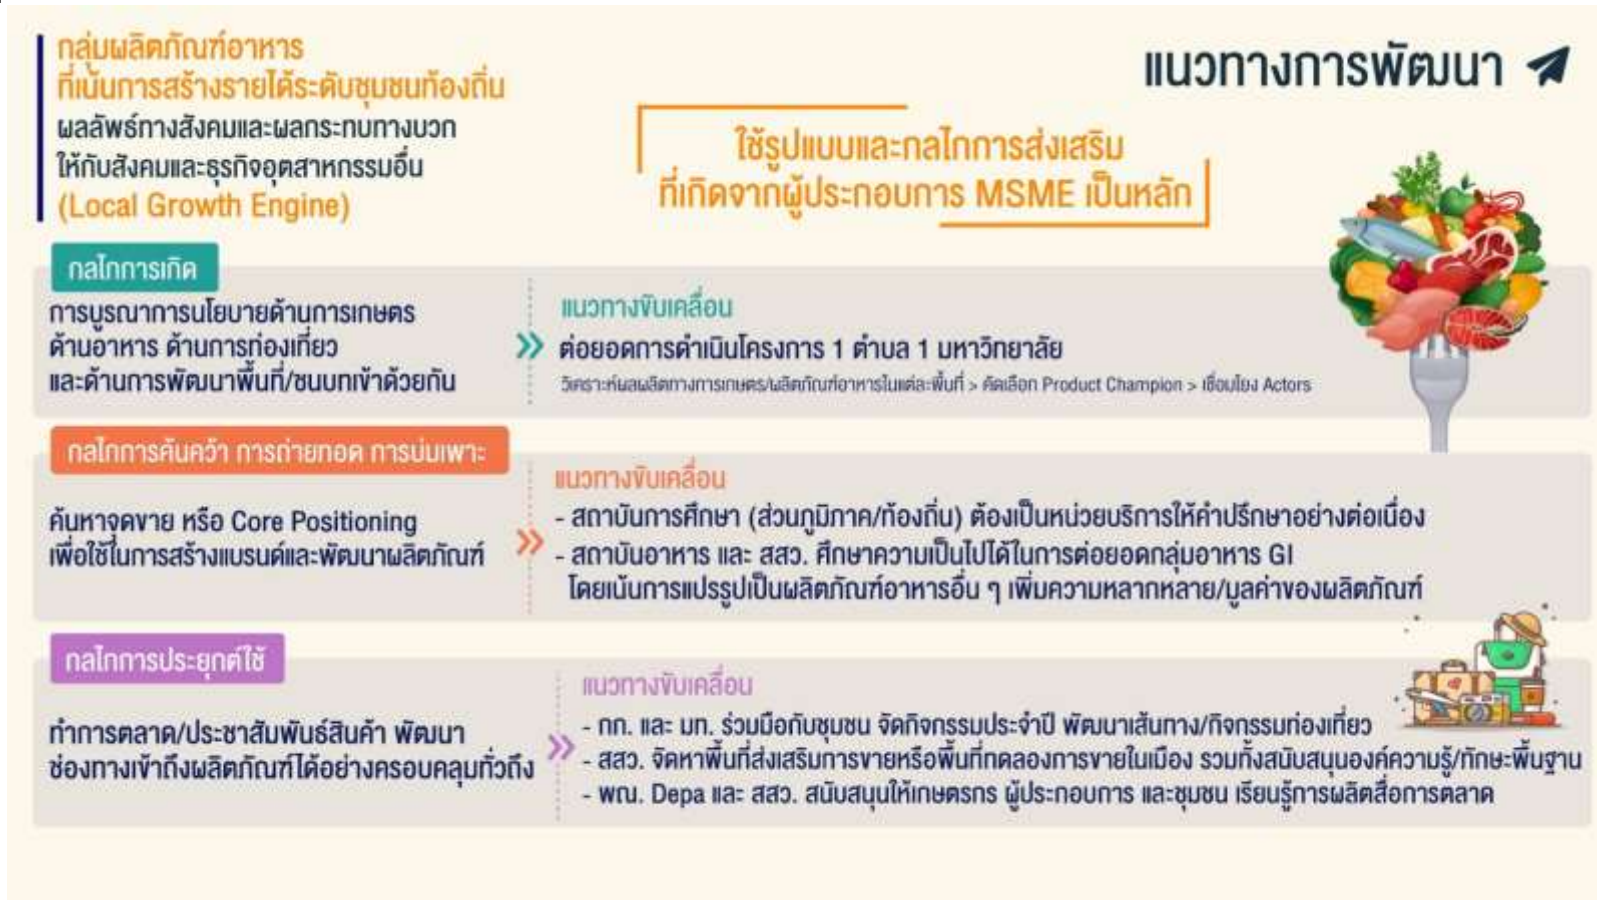 กลุ่มผลิตภัณฑ์อาหาร
ที่เน้นการสร้างรายได้ระดับชุมชนท้องถิ่น
ผลลัพธ์ทางสังคมและผลกระทบทางบวก
ให้กับสังคมและธุรกิจอุตสาหกรรมอื่น
(Local Growth Engine)
แนวทางการพัฒนา
ใช้รูปแบบและกลไกการส่งเสริม
ที่เกิดจากผู้ประกอบการ MSME เป็นหลัก
กลไกการเกิด
การบูรณาการนโยบายด้านการเกษตร
ด้านอาหาร ด้านการท่องเที่ยว
และด้านการพัฒนาพื้นที่/ชนบทเข้าด้วยกัน
แนวทางขับเคลื่อน
ต่อยอดการดำเนินโครงการ 1 ตำบล 1 มหาวิทยาลัย
วิเคราะห์ผลผลิตทางการเกษตร/ผลิตภัณฑ์อาหารในแต่ละพื้นที่ > คัดเลือก Product Champion > เชื่อมโยง Actors
กลไกการค้นคว้า การถ่ายทอด การบ่มเพาะ
ค้นหาจุดขาย หรือ Core Positioning
เพื่อใช้ในการสร้างแบรนด์และพัฒนาผลิตภัณฑ์
แนวทางขับเคลื่อน
- สถาบันการศึกษา (ส่วนภูมิภาค/ท้องถิ่น) ต้องเป็นหน่วยบริการให้คำปรึกษาอย่างต่อเนื่อง
- สถาบันอาหาร และ สสว. ศึกษาความเป็นไปได้ในการต่อยอดกลุ่มอาหาร GI
โดยเน้นการแปรรูปเป็นผลิตภัณฑ์อาหารอื่น ๆ เพิ่มความหลากหลาย/มูลค่าของผลิตภัณฑ์
กลไกการประยุกต์ใช้
ทำการตลาด/ประชาสัมพันธ์สินค้า พัฒนา
ช่องทางเข้าถึงผลิตภัณฑ์ได้อย่างครอบคลุมทั่วถึง
แนวทางขับเคลื่อน
- กก. และ มท. ร่วมมือกับชุมชน จัดกิจกรรมประจำปี พัฒนาเส้นทาง/กิจกรรมท่องเที่ยว
- สสว. จัดหาพื้นที่ส่งเสริมการขายหรือพื้นที่ทดลองการขายในเมือง รวมทั้งสนับสนุนองค์ความรู้/ทักษะพื้นฐาน
- พณ. Depa และ สสว. สนับสนุนให้เกษตรกร ผู้ประกอบการ และชุมชน เรียนรู้การผลิตสื่อการตลาด